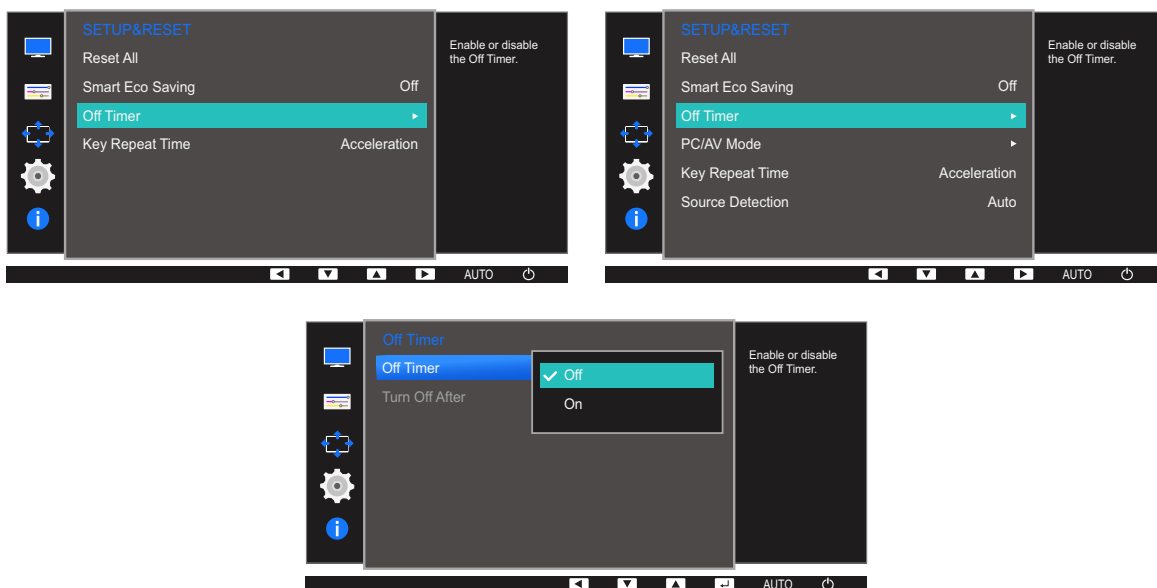 SETUP&RESET
Reset All
Smart Eco Saving Off
Off Timer
Key Repeat Time Acceleration
Enable or disable
the Off Timer.
AUTO
SETUP&RESET
Reset All
Smart Eco Saving Off
Off Timer
PC/AV Mode
Key Repeat Time Acceleration
Source Detection Auto
Enable or disable
the Off Timer.
AUTO
Off Timer
Off Timer
Off
Turn Off After
On
Enable or disable
the Off Timer.
AUTO